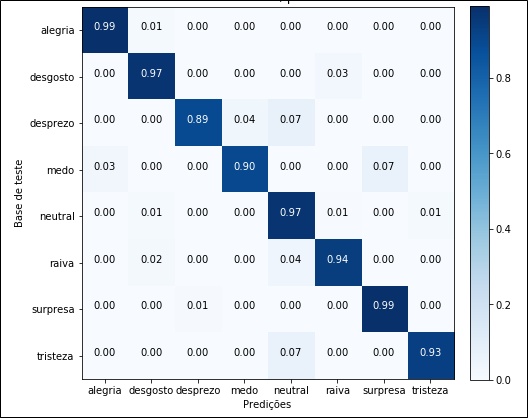 alegria 0.99 0.01 0.00 0.00 0.00 0.00 0.00 0.00
desgosto 0.00 0.97 0.00 0.00 0.00 0.03 0.00 0.00
0.8
desprezo 0.00 0.00 0.89 0.04 0.07 0.00 0.00 0.00
0.6
medo 0.03 0.00 0.00 0.90 0.00 0.00 0.07 0.00
Base de teste
neutral 0.00 0.01 0.00 0.00 0.97 0.01 0.00 0.01
0.4
raiva 0.00 0.02 0.00 0.00 0.04 0.94 0.00 0.00
0.2
surpresa 0.00 0.00 0.01 0.00 0.00 0.00 0.99 0.00
tristeza 0.00 0.00 0.00 0.00 0.07 0.00 0.00 0.93
0.0
alegria desgosto desprezo medo neutral raiva surpresa tristeza
Predições